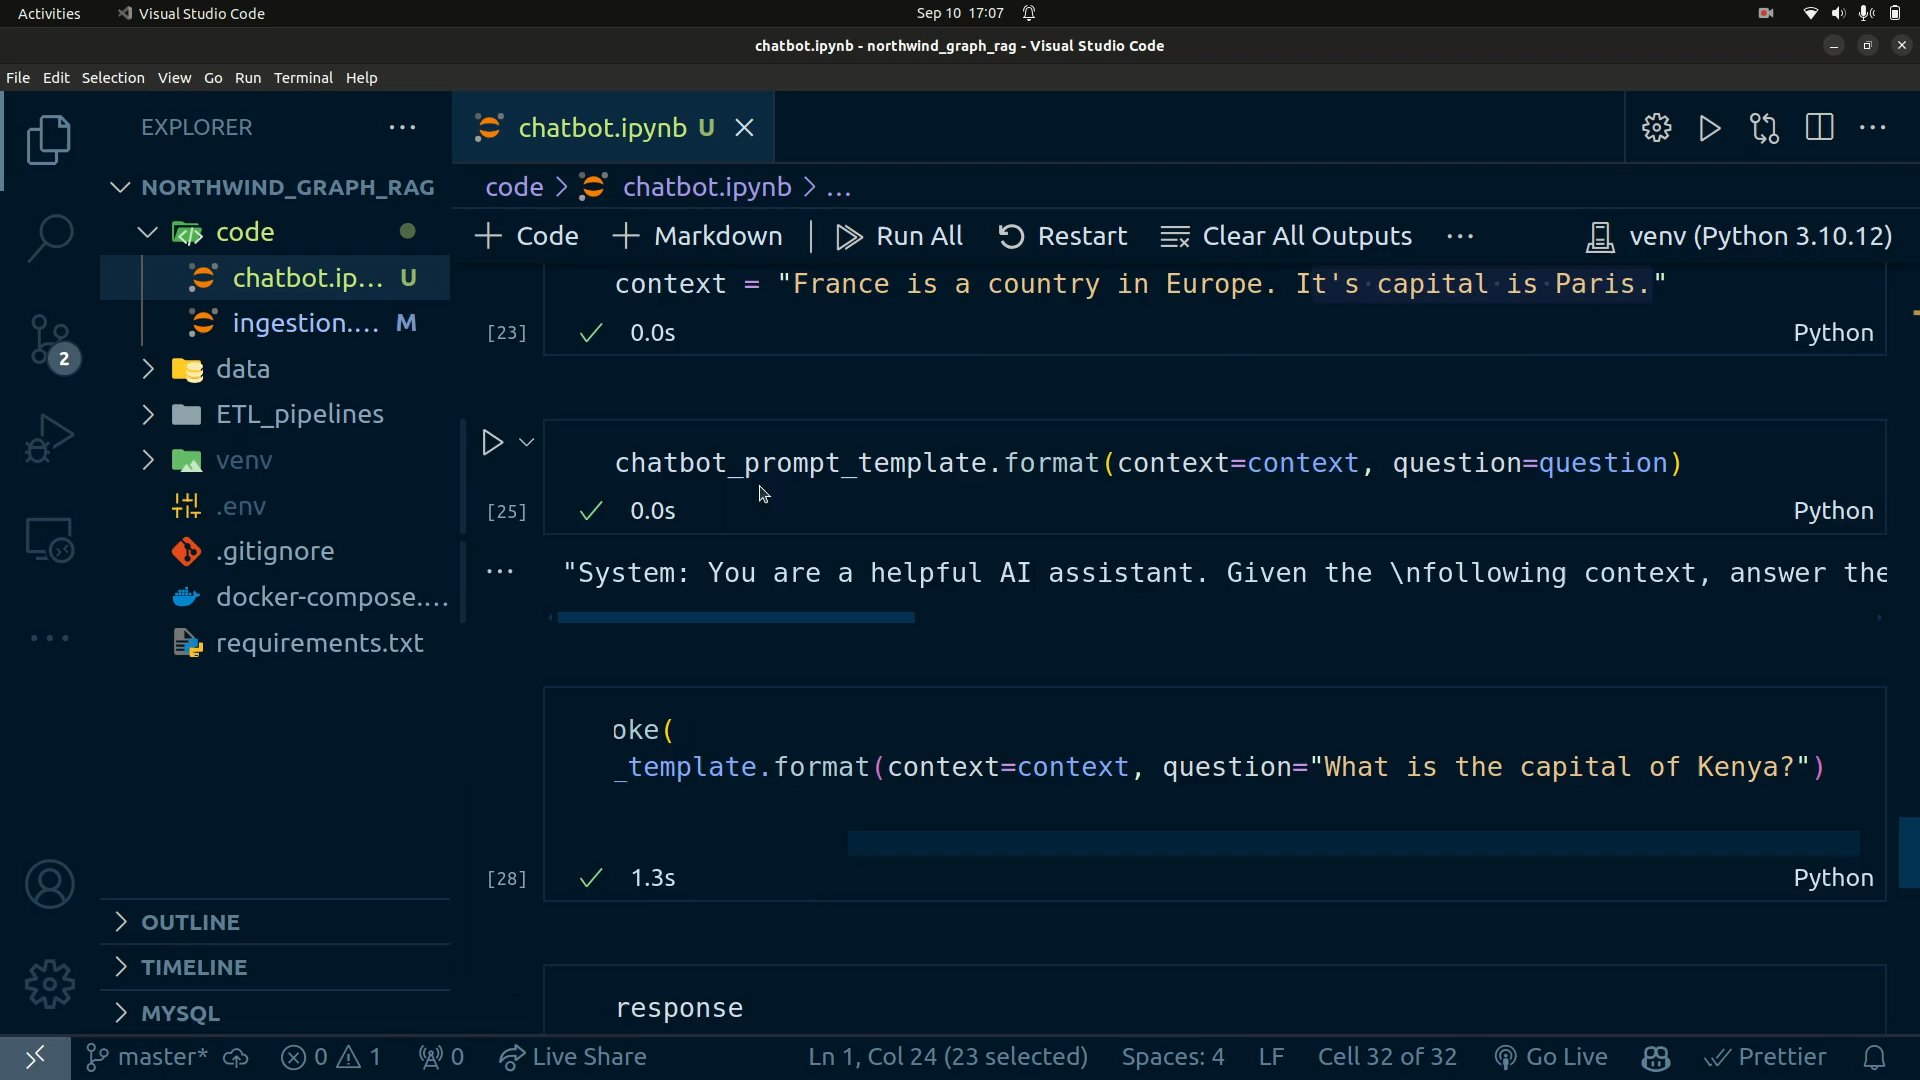 Activities
Visual Studio Code
Sep 10 17:07
chatbot.ipynb - northwind_graph_rag - Visual Studio Code
File Edit Selection View Go Run Terminal Help
EXPLORER
NORTHWIND_GRAPH_RAG
code
chatbot.ip... U
ingestion.... M
data
ETL_pipelines
venv
.env
.gitignore
docker-compose....
requirements.txt
OUTLINE
TIMELINE
MYSQL
2
chatbot.ipynb U
code > chatbot.ipynb > ...
Code Markdown Run All Restart Clear All Outputs ... venv (Python 3.10.12)
context = "France is a country in Europe. It's capital is Paris."
[23] 0.0s Python
chatbot_prompt_template.format(context=context, question=question)
[25] 0.0s Python
"System: You are a helpful AI assistant. Given the \nfollowing context, answer the
oke(
_template.format(context=context, question="What is the capital of Kenya?")
[28] 1.3s Python
response
master* 0 1 0 Live Share Ln 1, Col 24 (23 selected) Spaces: 4 LF Cell 32 of 32 Go Live Prettier